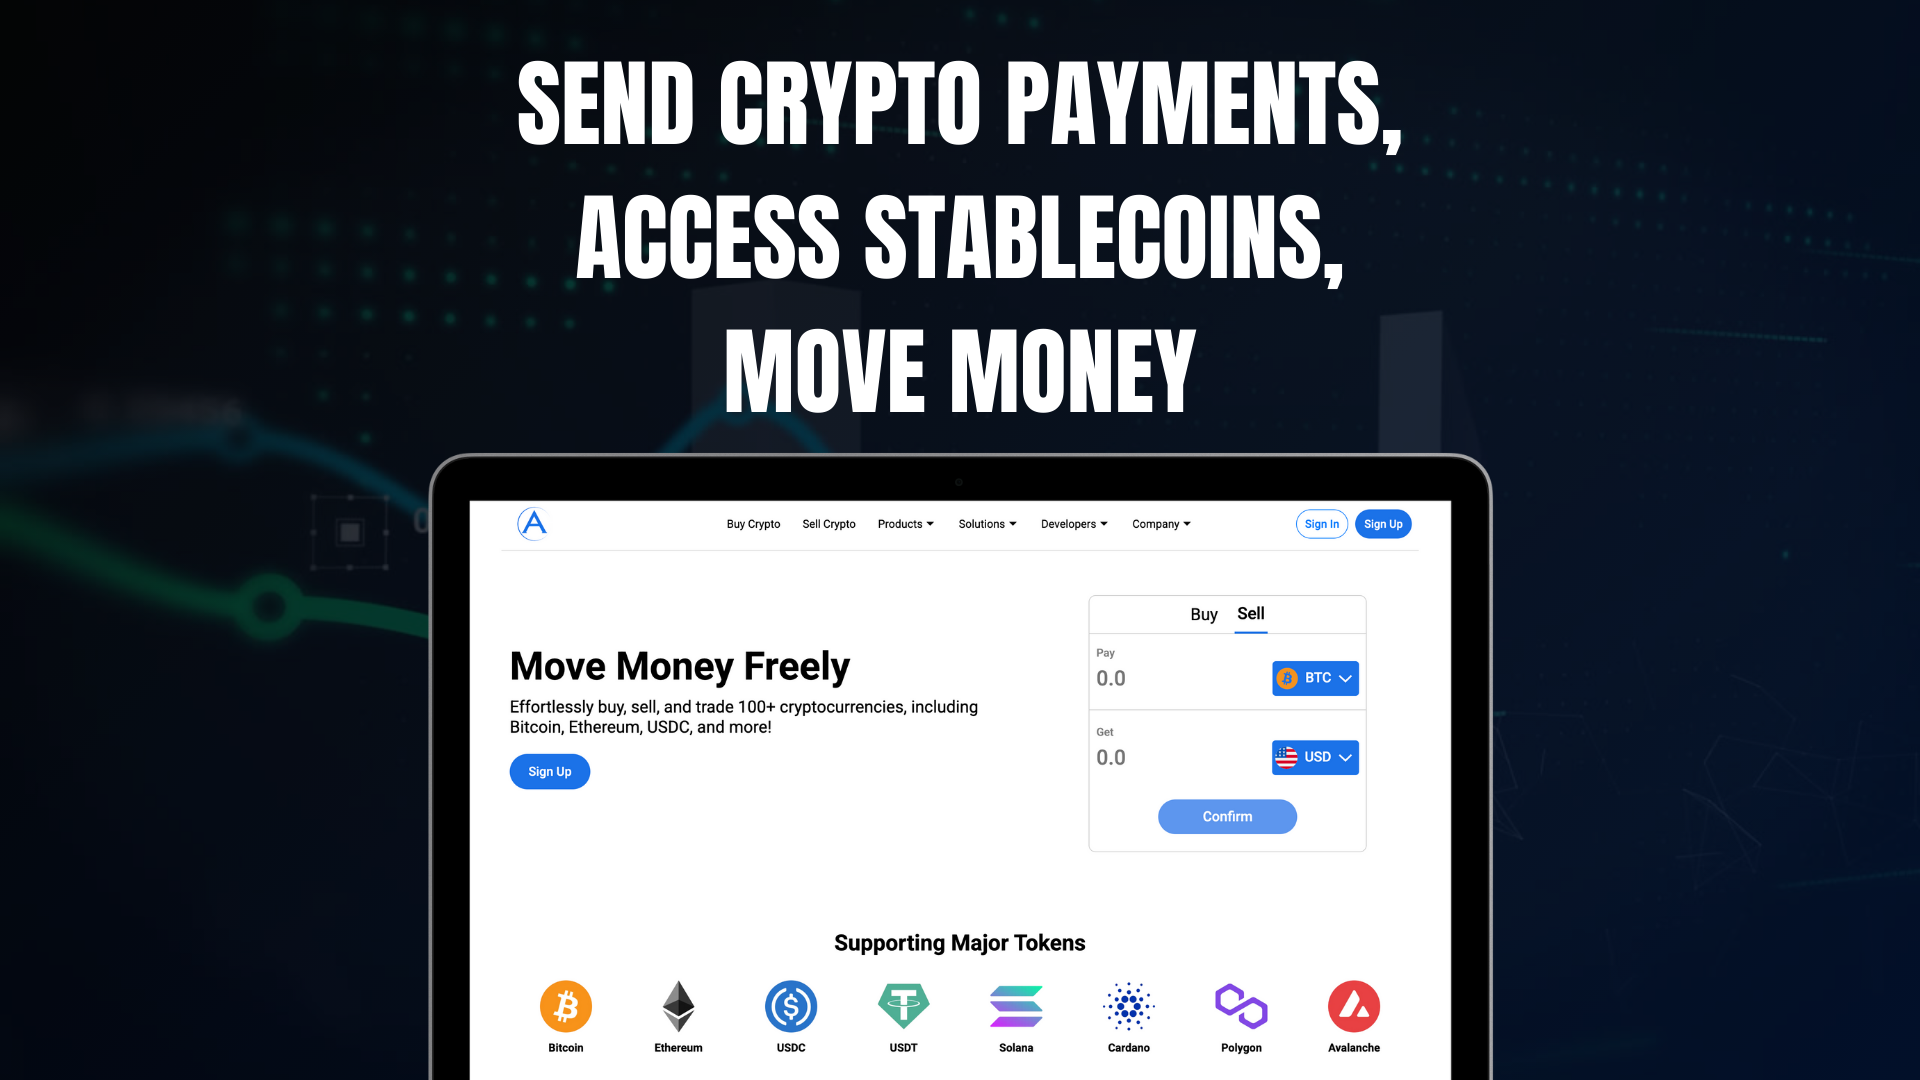 SEND CRYPTO PAYMENTS,
ACCESS STABLECOINS,
MOVE MONEY
A
Buy Crypto
Sell Crypto
Products
Solutions
Developers
Company
Sign In
Sign Up
Move Money Freely
Effortlessly buy, sell, and trade 100+ cryptocurrencies, including
Bitcoin, Ethereum, USDC, and more!
Sign Up
Buy Sell
Pay
0.0
BTC
Get
0.0
USD
Confirm
Supporting Major Tokens
Bitcoin
Ethereum
USDC
USDT
Solana
Cardano
Polygon
Avalanche